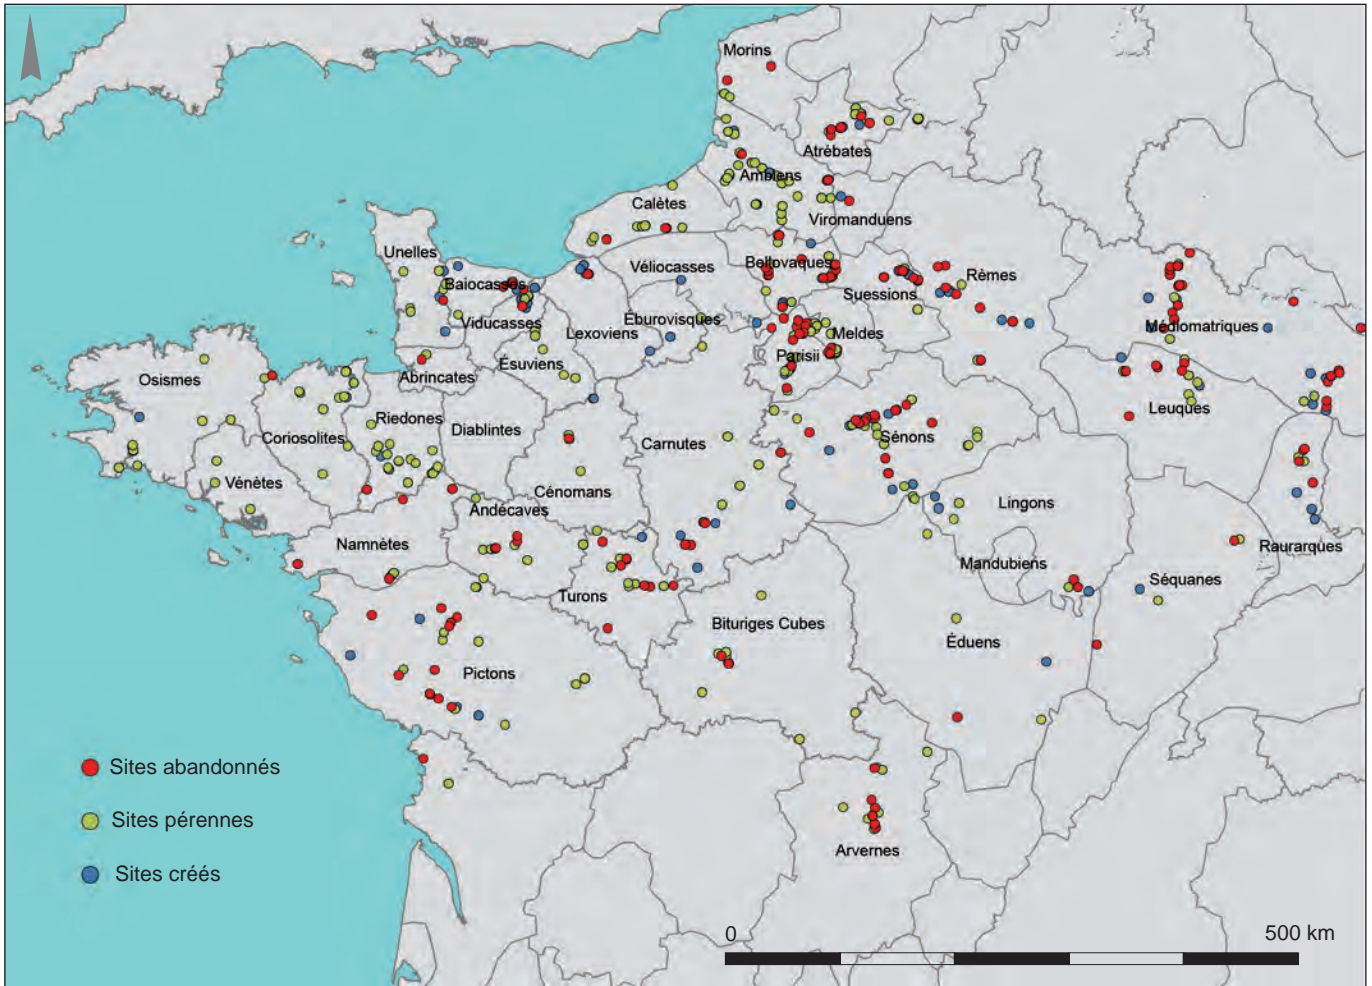 Morins
Atrébates
Ambiens
Calètes
Viromanduens
Unelles
Bellovaques
Véliocasses
Rèmes
Baiocasses
Suessions
Viducasses
Éburovisques
Médiomatriques
Lexoviens
Meldes
Parisii
Ésuviens
Osismes
Abrincates
Leuques
Riedones
Diablintes
Coriosolites
Carnutes
Sénons
Vénètes
Cénomans
Lingons
Andécaves
Namnètes
Raurarques
Mandubiens
Séquanes
Turons
Bituriges Cubes
Éduens
Pictons
Sites abandonnés
Sites pérennes
Arvernes
Sites créés
0
500 km